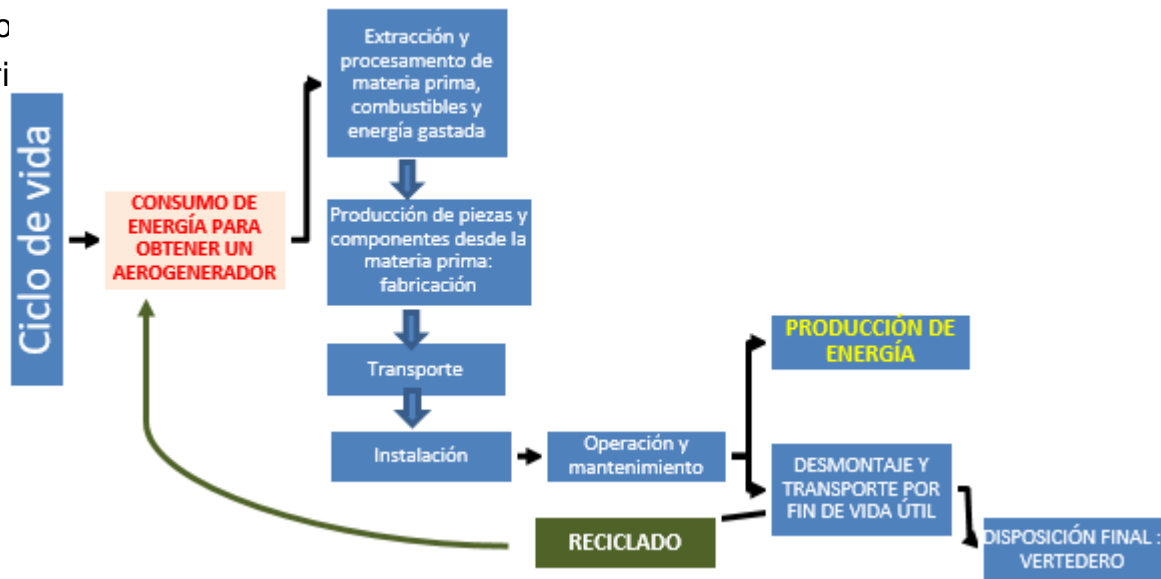 Extracción y
procesamento de
materia prima,
combustibles y
energía gastada
Ciclo de vida
CONSUMO DE
ENERGÍA PARA
OBTENER UN
AEROGENERADOR
Producción de piezas y
componentes desde la
materia prima:
fabricación
Transporte
Instalación
Operación y
mantenimiento
PRODUCCIÓN DE
ENERGÍA
DESMONTAJE Y
TRANSPORTE POR
FIN DE VIDA ÚTIL
RECICLADO
DISPOSICIÓN FINAL :
VERTEDERO